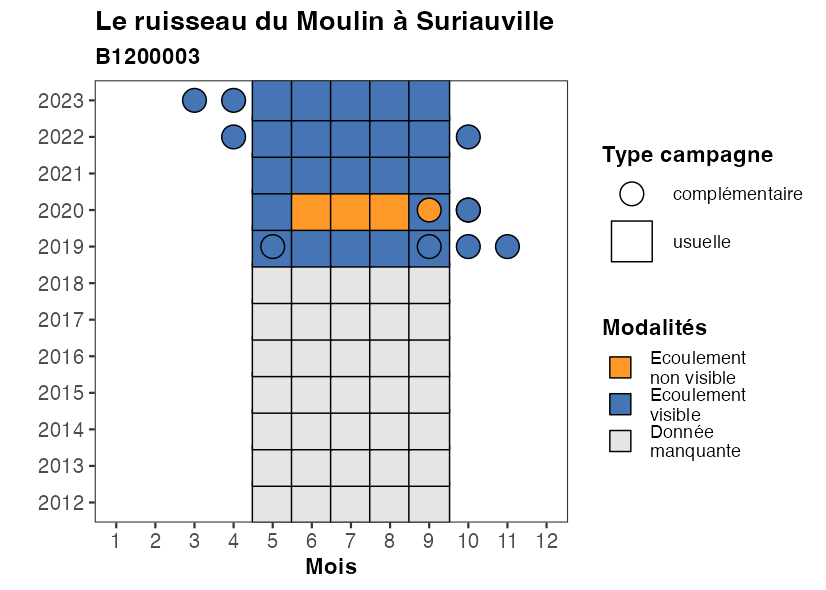 Le ruisseau du Moulin à Suriauville
B1200003
2023
2022
2021
2020
2019
2018
2017
2016
2015
2014
2013
2012
1 2 3 4 5 6 7 8 9 10 11 12
Mois
Type campagne
complémentaire
usuelle
Modalités
Ecoulement
non visible
Ecoulement
visible
Donnée
manquante